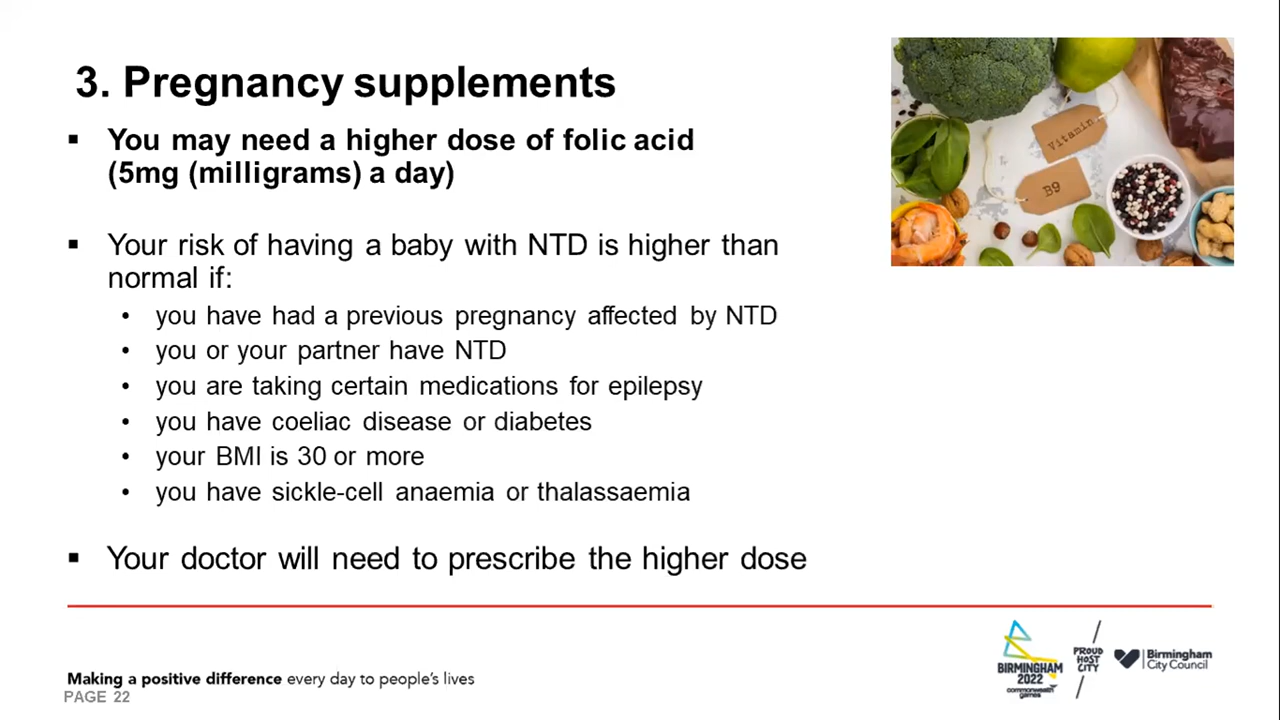 3. Pregnancy supplements
▪ You may need a higher dose of folic acid
(5mg (milligrams) a day)
▪ Your risk of having a baby with NTD is higher than
normal if:
• you have had a previous pregnancy affected by NTD
• you or your partner have NTD
• you are taking certain medications for epilepsy
• you have coeliac disease or diabetes
• your BMI is 30 or more
• you have sickle-cell anaemia or thalassaemia
▪ Your doctor will need to prescribe the higher dose
Vitamin
B9
Making a positive difference every day to people's lives
PAGE 22
BIRMINGHAM
2022
commonwealth
games
PROUD
HOST
CITY
Birmingham
City Council